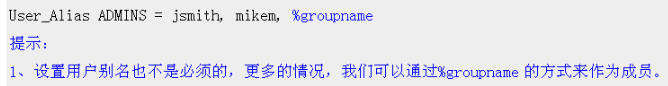 User_Alias ADMINS = jsmith, mikem, %groupname
提示：
1、设置用户别名也不是必须的，更多的情况，我们可以通过%groupname 的方式来作为成员。